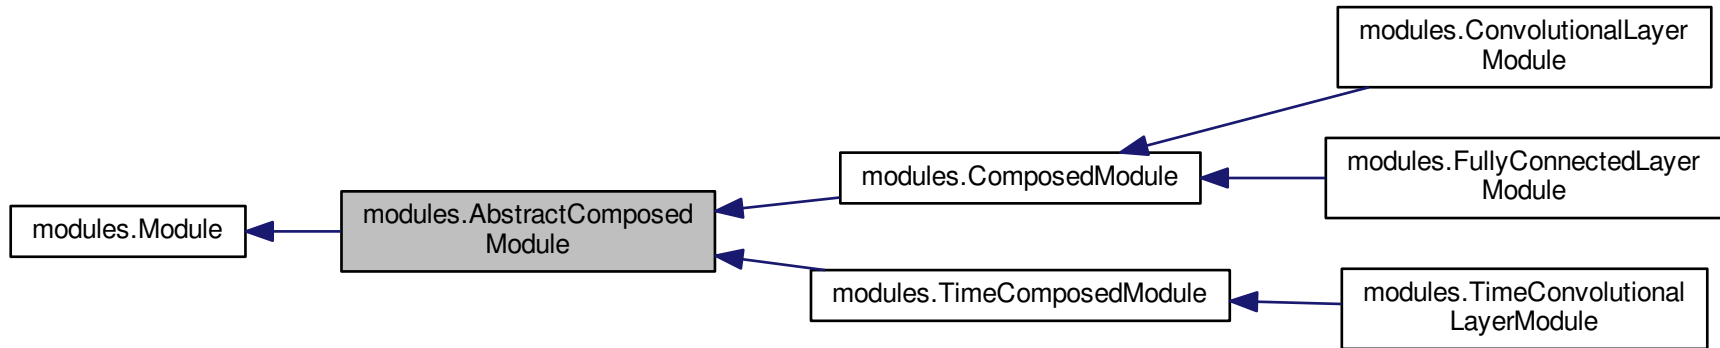 modules.Module
modules.AbstractComposed
Module
modules.ComposedModule
modules.TimeComposedModule
modules.ConvolutionalLayer
Module
modules.FullyConnectedLayer
Module
modules.TimeConvolutional
LayerModule